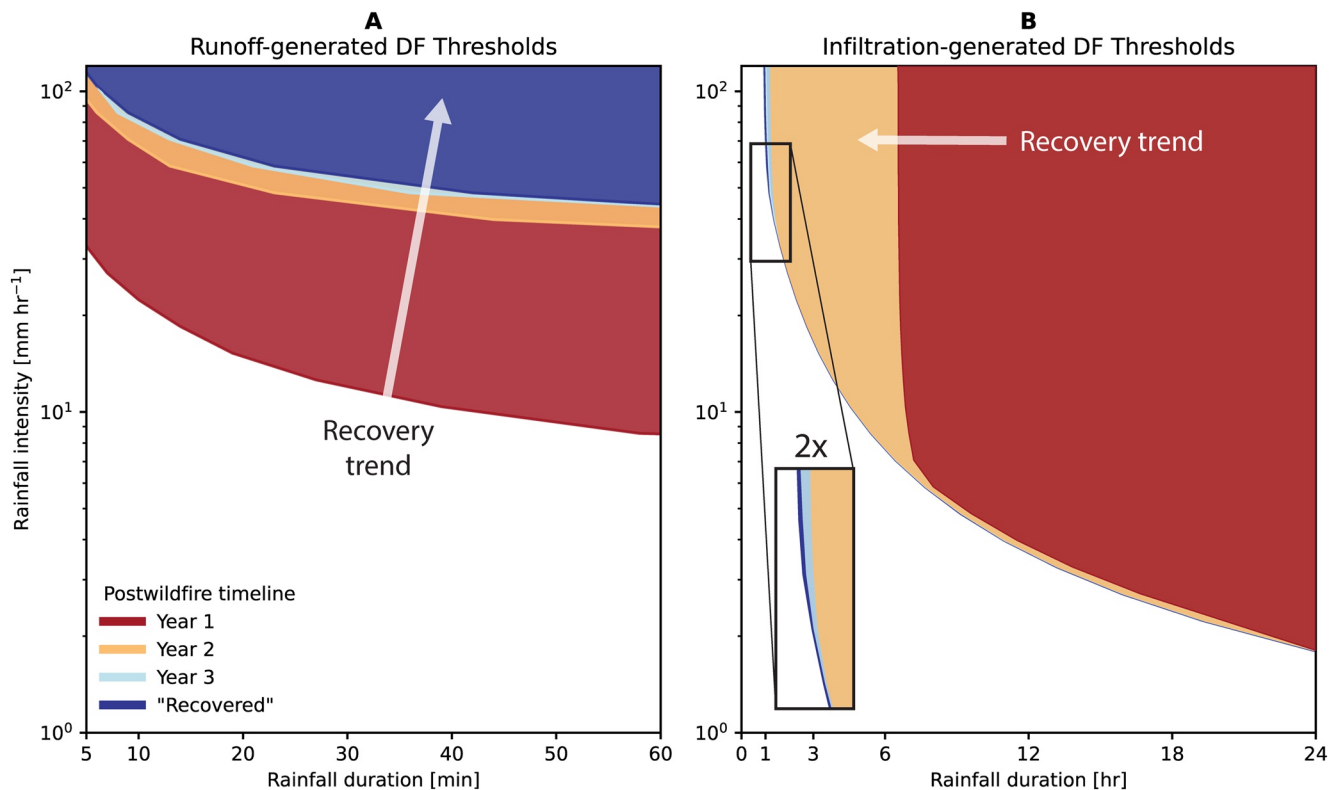 A
Runoff-generated DF Thresholds
Rainfall intensity [mm hr⁻¹]
10²
10¹
10⁰
Recovery
trend
Postwildfire timeline
Year 1
Year 2
Year 3
"Recovered"
5 10 20 30 40 50 60
Rainfall duration [min]
B
Infiltration-generated DF Thresholds
10²
10¹
10⁰
Recovery trend
2x
0 1 3 6 12 18 24
Rainfall duration [hr]